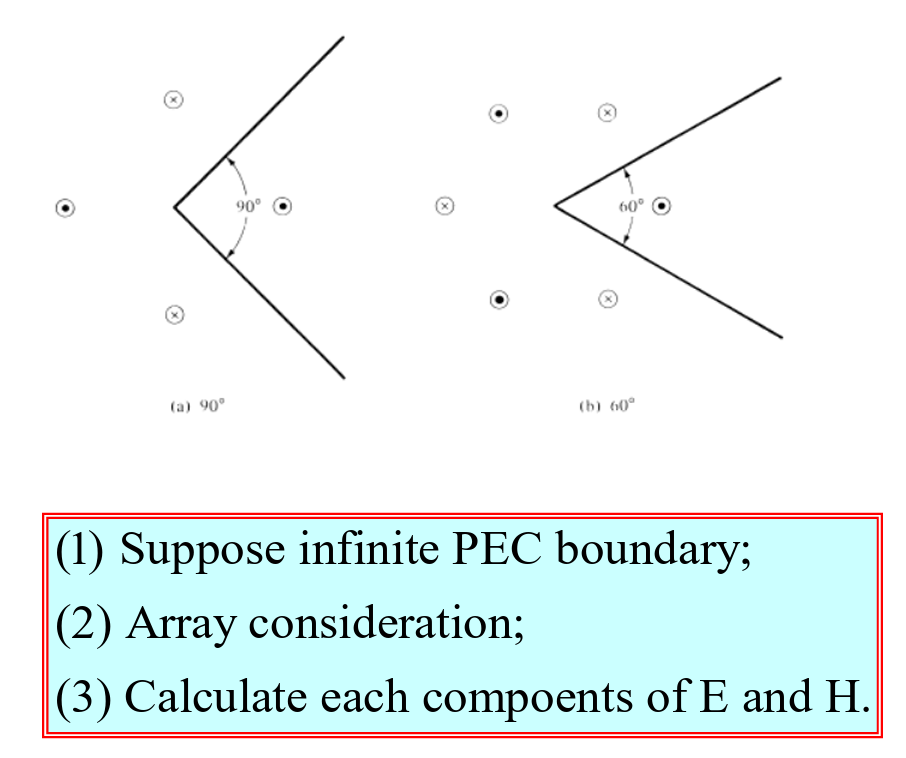 90°
60°
(a) 90°
(b) 60°
(1) Suppose infinite PEC boundary;
(2) Array consideration;
(3) Calculate each compoents of E and H.